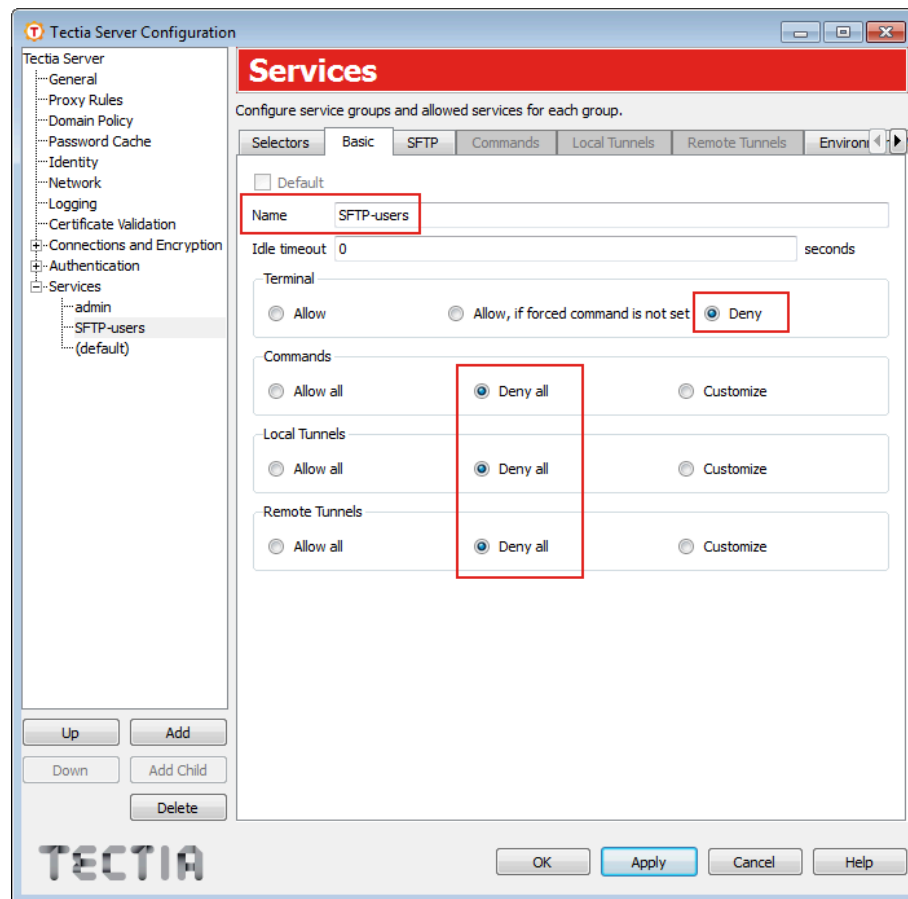 Tectia Server Configuration
Tectia Server
General
Proxy Rules
Domain Policy
Password Cache
Identity
Network
Logging
Certificate Validation
Connections and Encryption
Authentication
Services
admin
SFTP-users
(default)
Up Add
Down Add Child
Delete
TECTIA
Services
Configure service groups and allowed services for each group.
Selectors Basic SFTP Commands Local Tunnels Remote Tunnels
Default
Name SFTP-users
Idle timeout 0 seconds
Terminal
Allow Allow, if forced command is not set Deny
Commands
Allow all Deny all Customize
Local Tunnels
Allow all Deny all Customize
Remote Tunnels
Allow all Deny all Customize
OK Apply Cancel Help